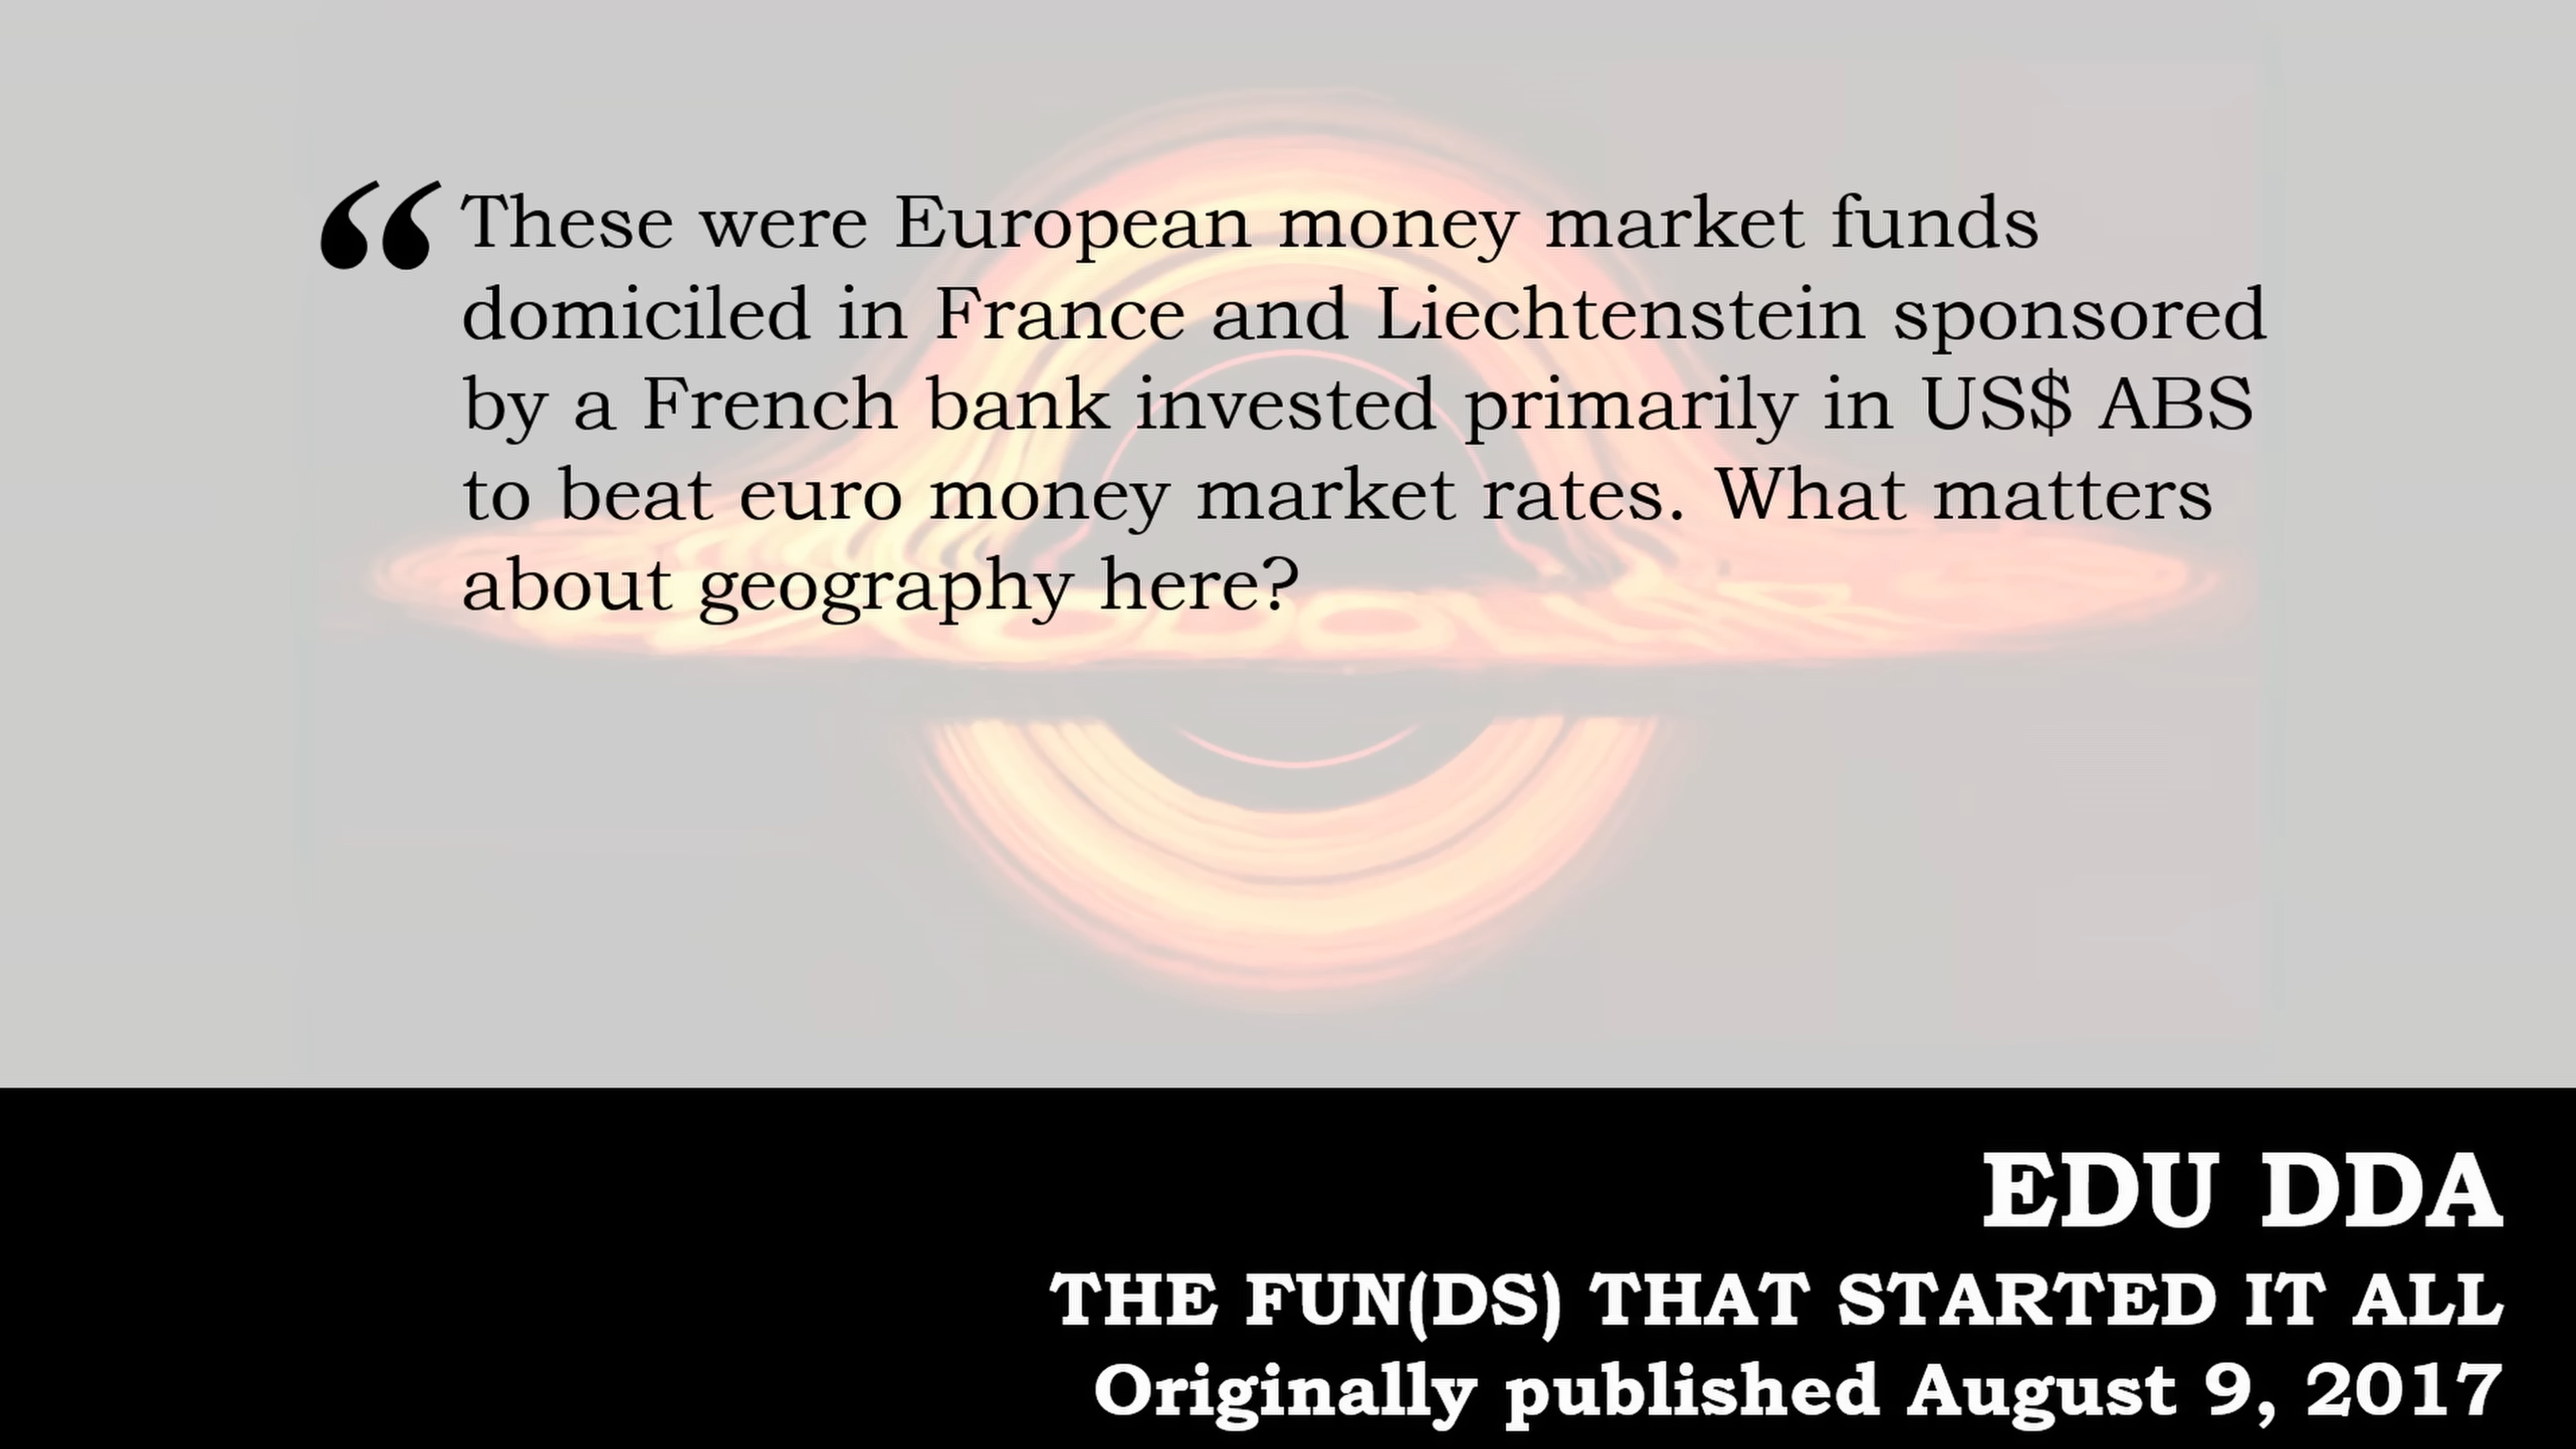 “These were European money market funds
domiciled in France and Liechtenstein sponsored
by a French bank invested primarily in US$ ABS
to beat euro money market rates. What matters
about geography here?
EDU DDA
THE FUN(DS) THAT STARTED IT ALL
Originally published August 9, 2017